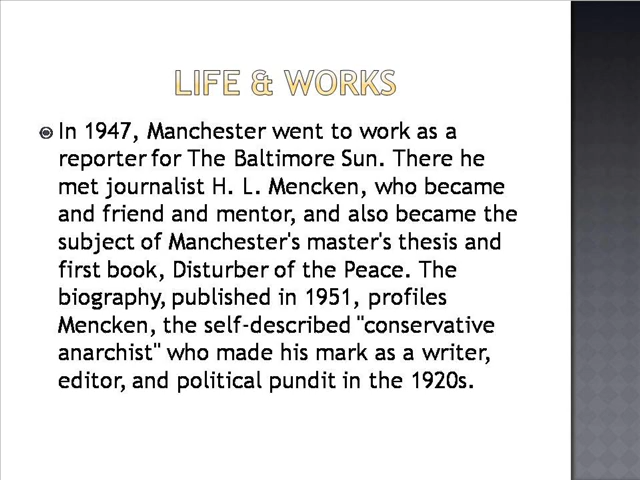 LIFE & WORKS
In 1947, Manchester went to work as a
reporter for The Baltimore Sun. There he
met journalist H. L. Mencken, who became
and friend and mentor, and also became the
subject of Manchester's master's thesis and
first book, Disturber of the Peace. The
biography, published in 1951, profiles
Mencken, the self-described "conservative
anarchist" who made his mark as a writer,
editor, and political pundit in the 1920s.